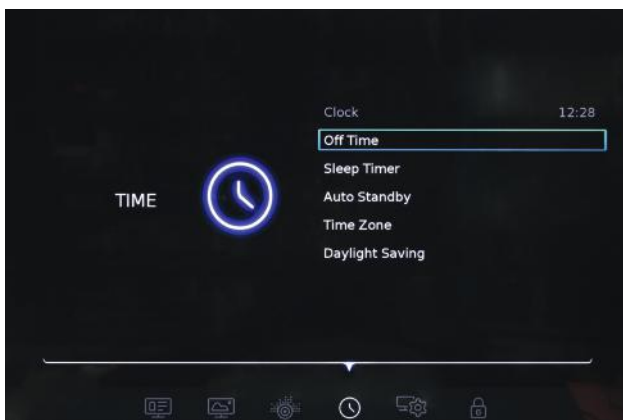 Clock 12:28
Off Time
Sleep Timer
TIME
Auto Standby
Time Zone
Daylight Saving